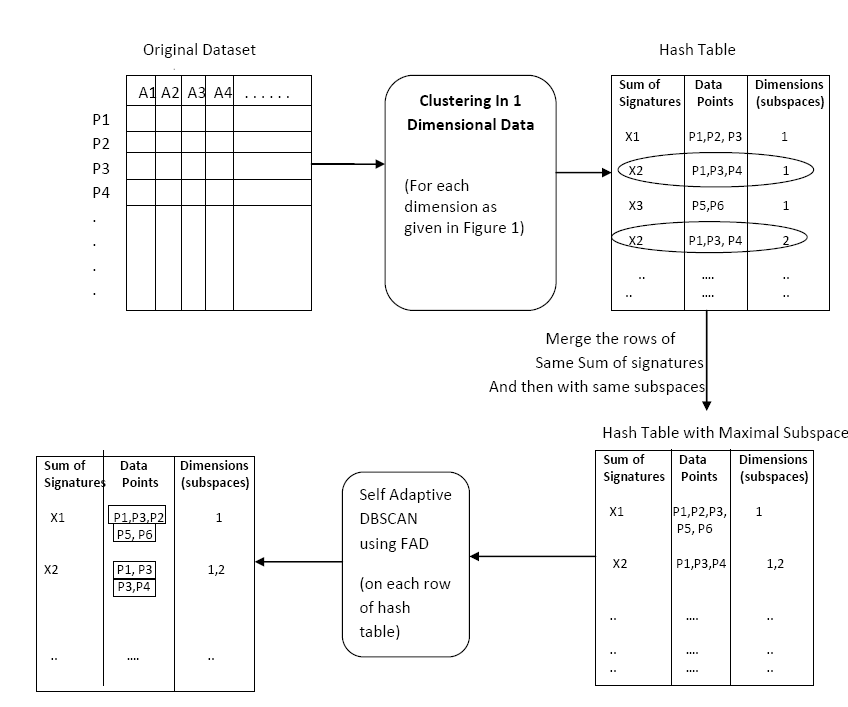 Original Dataset
A1 A2 A3 A4 ......
P1
P2
P3
P4
.
.
.
.
Clustering In 1
Dimensional Data
(For each
dimension as
given in Figure 1)
Hash Table
Sum of Signatures Data Points Dimensions (subspaces)
X1 P1,P2, P3 1
X2 P1,P3,P4 1
X3 P5,P6 1
X2 P1,P3, P4 2
.. .... ..
.. .... ..
Merge the rows of
Same Sum of signatures
And then with same subspaces
Hash Table with Maximal Subspace
Sum of Signatures Data Points Dimensions (subspaces)
X1 P1,P2,P3, P5, P6 1
X2 P1,P3,P4 1,2
.. .... ..
.. .... ..
.. .... ..
Self Adaptive
DBSCAN
using FAD
(on each row
of hash
table)
Sum of Signatures Data Points Dimensions (subspaces)
X1 P1,P3,P2 1
P5, P6
X2 P1, P3 1,2
P3,P4
.. .... ..